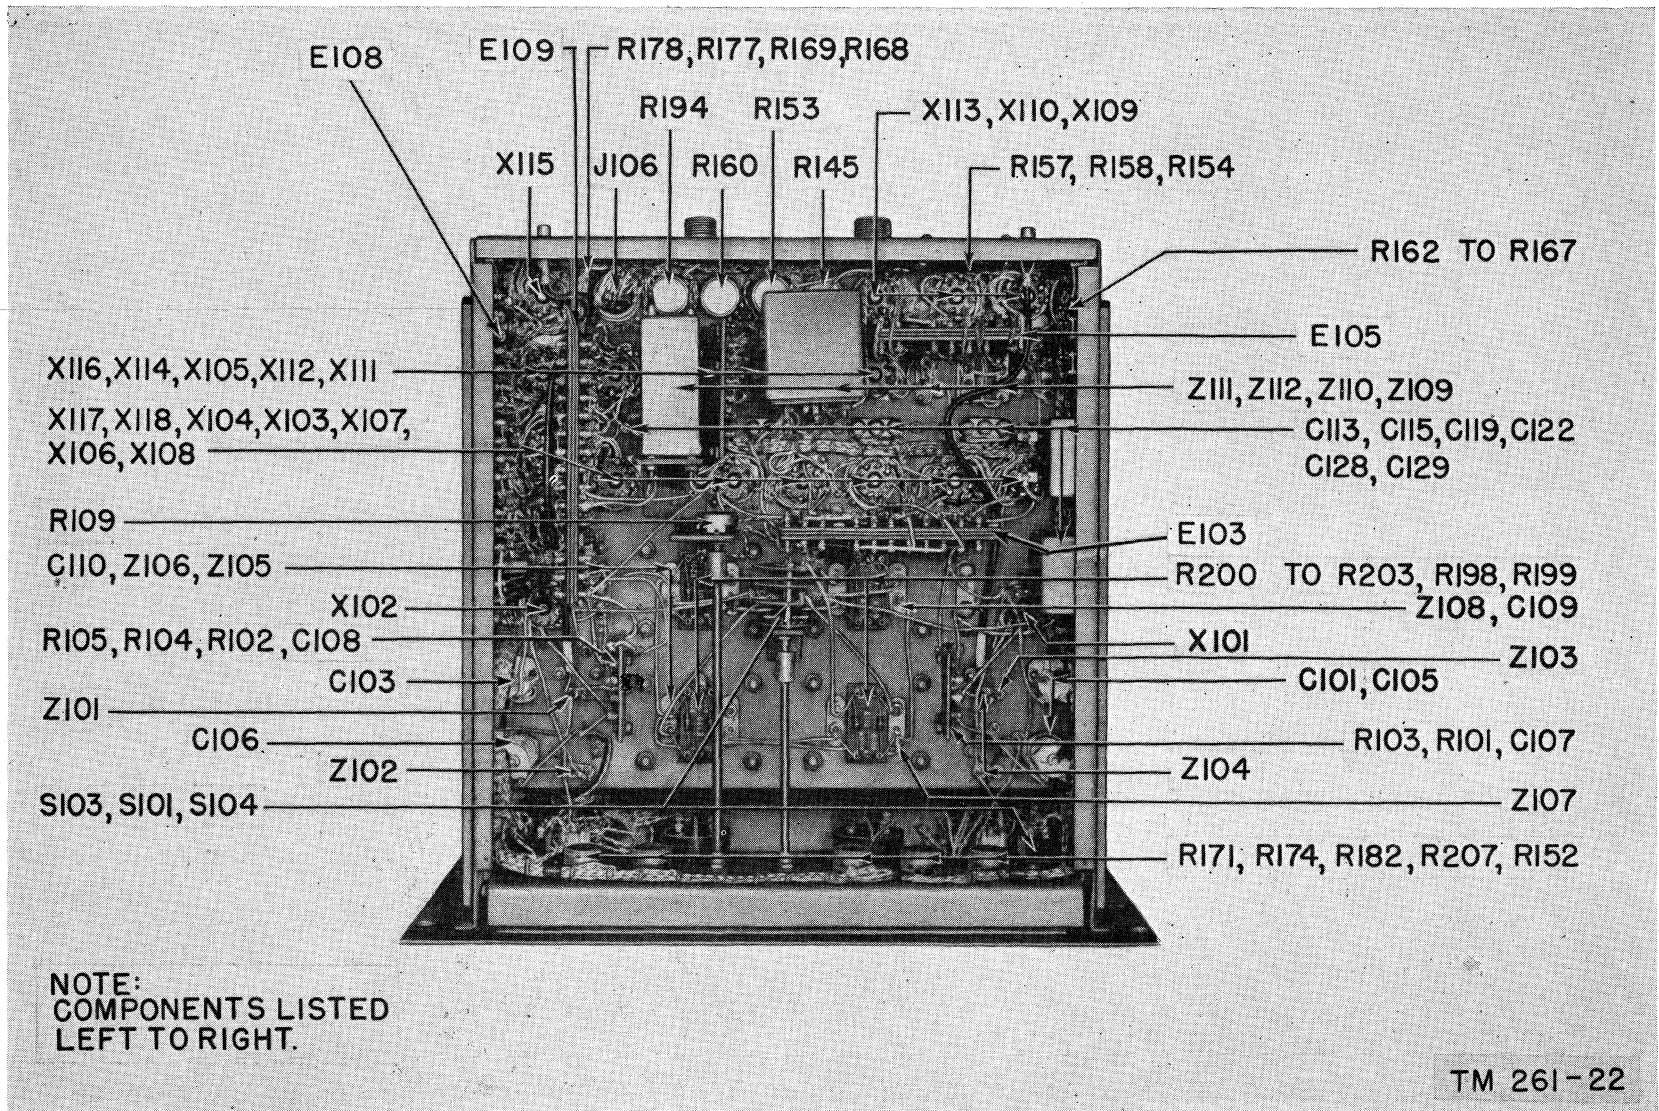 E108
E109
R178, R177, R169, R168
R194
R153
X113, X110, X109
X115
J106
R160
R145
R157, R158, R154
R162 TO R167
E105
X116, X114, X105, X112, X111
Z111, Z112, Z110, Z109
X117, X118, X104, X103, X107,
X106, X108
C113, C115, C119, C122
C128, C129
R109
E103
C110, Z106, Z105
R200 TO R203, R198, R199
X102
Z108, C109
R105, R104, R102, C108
X101
Z103
C103
C101, C105
Z101
C106
R103, R101, C107
Z102
Z104
S103, S101, S104
Z107
R171, R174, R182, R207, R152
NOTE:
COMPONENTS LISTED
LEFT TO RIGHT.
TM 261-22